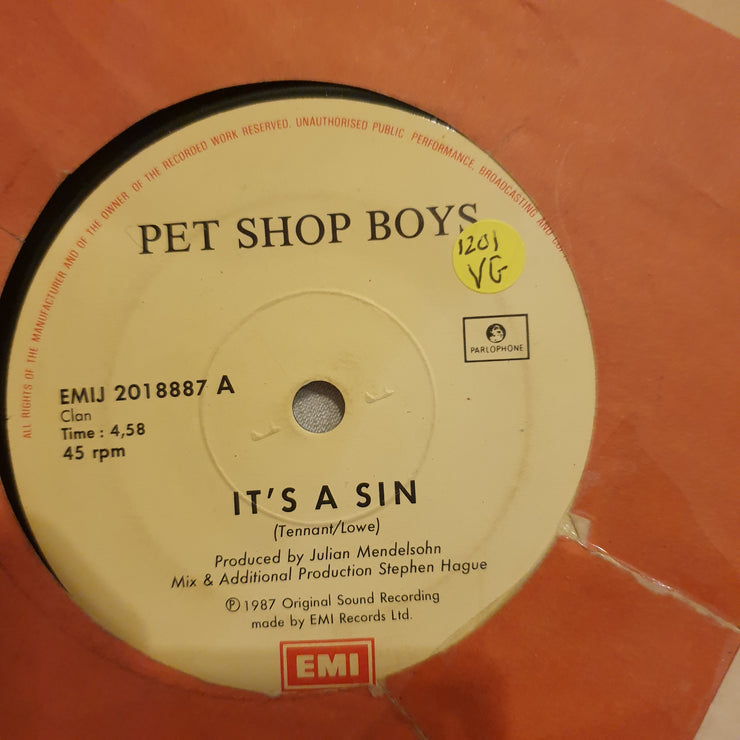 ALL RIGHTS OF THE MANUFACTURER AND OF THE OWNER OF THE RECORDED WORK RESERVED. UNAUTHORISED PUBLIC PERFORMANCE, BROADCASTING AND
PET SHOP BOYS
1201
VG
PARLOPHONE
EMIJ 2018887 A
Clan
Time : 4,58
45 rpm
IT'S A SIN
(Tennant/Lowe)
Produced by Julian Mendelsohn
Mix & Additional Production Stephen Hague
℗ 1987 Original Sound Recording
made by EMI Records Ltd.
EMI